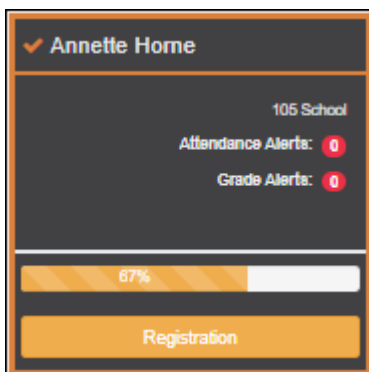 Annette Horne
105 School
Attendance Alerts: 0
Grade Alerts: 0
67%
Registration